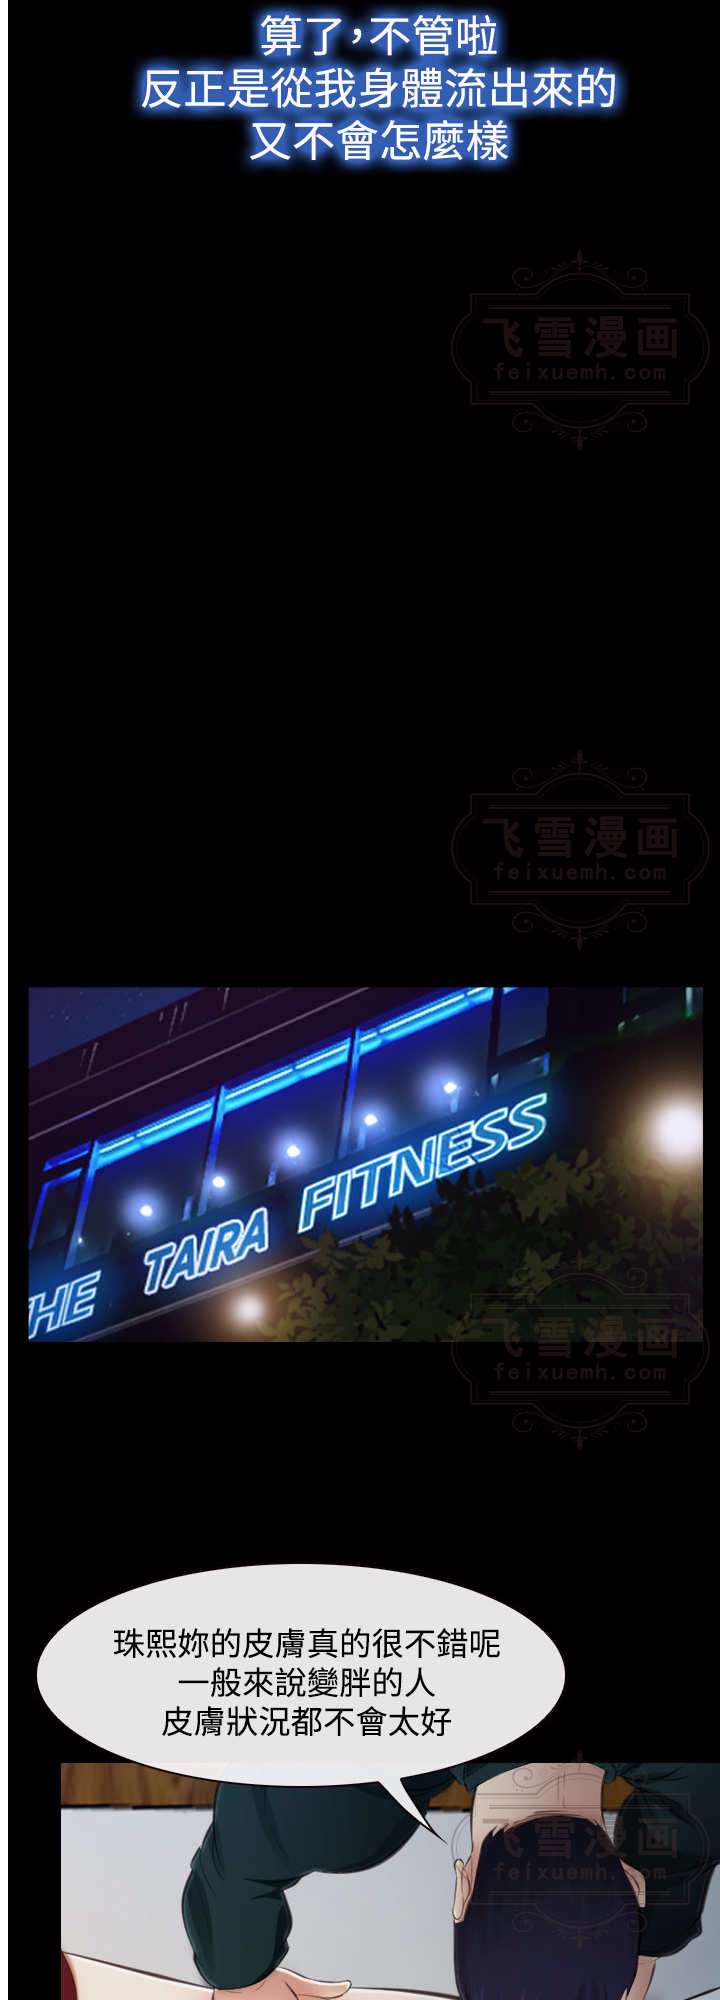 算了，不管啦
反正是從我身體流出來的
又不會怎麼樣
飞雪漫画
feixuemh.com
飞雪漫画
feixuemh.com
THE TAIRA FITNESS
飞雪漫画
feixuemh.com
珠熙妳的皮膚真的很不錯呢
一般來說變胖的人
皮膚狀況都不會太好
飞雪漫画
feixuemh.com